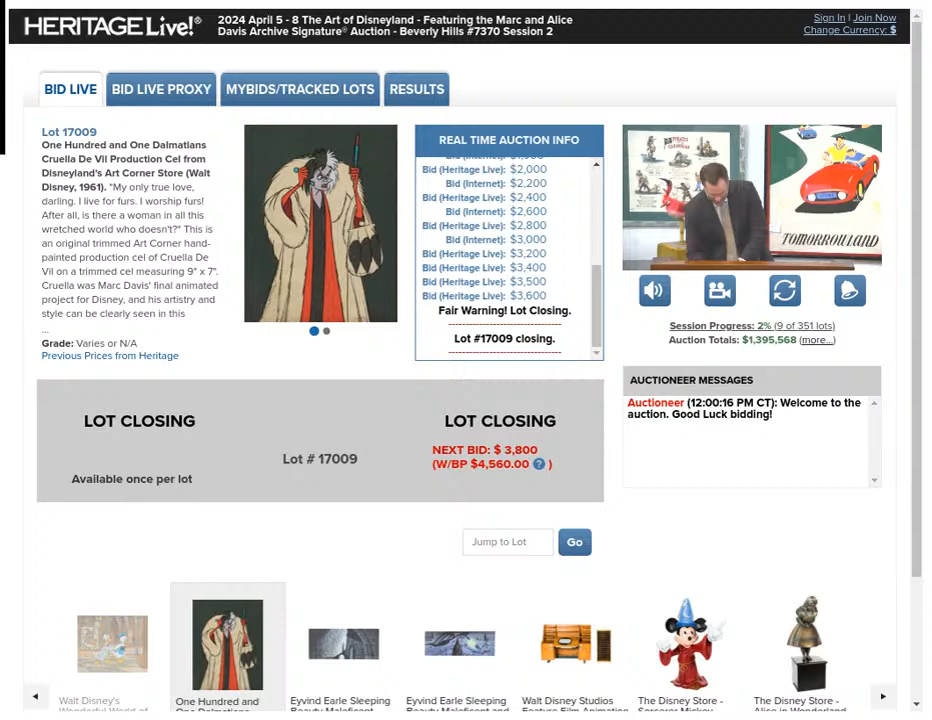 HERITAGE Live!®
2024 April 5 - 8 The Art of Disneyland - Featuring the Marc and Alice
Davis Archive Signature® Auction - Beverly Hills #7370 Session 2
Sign In | Join Now
Change Currency: $
BID LIVE
BID LIVE PROXY
MYBIDS/TRACKED LOTS
RESULTS
Lot 17009
One Hundred and One Dalmatians
Cruella De Vil Production Cel from
Disneyland's Art Corner Store (Walt
Disney, 1961). "My only true love,
darling. I live for furs. I worship furs!
After all, is there a woman in all this
wretched world who doesn't?" This is
an original trimmed Art Corner hand-
painted production cel of Cruella De
Vil on a trimmed cel measuring 9" x 7".
Cruella was Marc Davis' final animated
project for Disney, and his artistry and
style can be clearly seen in this
...
Grade: Varies or N/A
Previous Prices from Heritage
REAL TIME AUCTION INFO
Bid (Heritage Live): $2,000
Bid (Internet): $2,200
Bid (Heritage Live): $2,400
Bid (Internet): $2,600
Bid (Heritage Live): $2,800
Bid (Internet): $3,000
Bid (Heritage Live): $3,200
Bid (Heritage Live): $3,400
Bid (Heritage Live): $3,500
Bid (Heritage Live): $3,600
Fair Warning! Lot Closing.
--------------------------------
Lot #17009 closing.
--------------------------------
TOMORROWLAND
Session Progress: 2% (9 of 351 lots)
Auction Totals: $1,395,568 (more...)
AUCTIONEER MESSAGES
Auctioneer (12:00:16 PM CT): Welcome to the
auction. Good Luck bidding!
LOT CLOSING
Available once per lot
Lot # 17009
LOT CLOSING
NEXT BID: $ 3,800
(W/BP $4,560.00 ? )
Jump to Lot
Go
Walt Disney's
One Hundred and
Eyvind Earle Sleeping
Eyvind Earle Sleeping
Walt Disney Studios
The Disney Store -
The Disney Store -